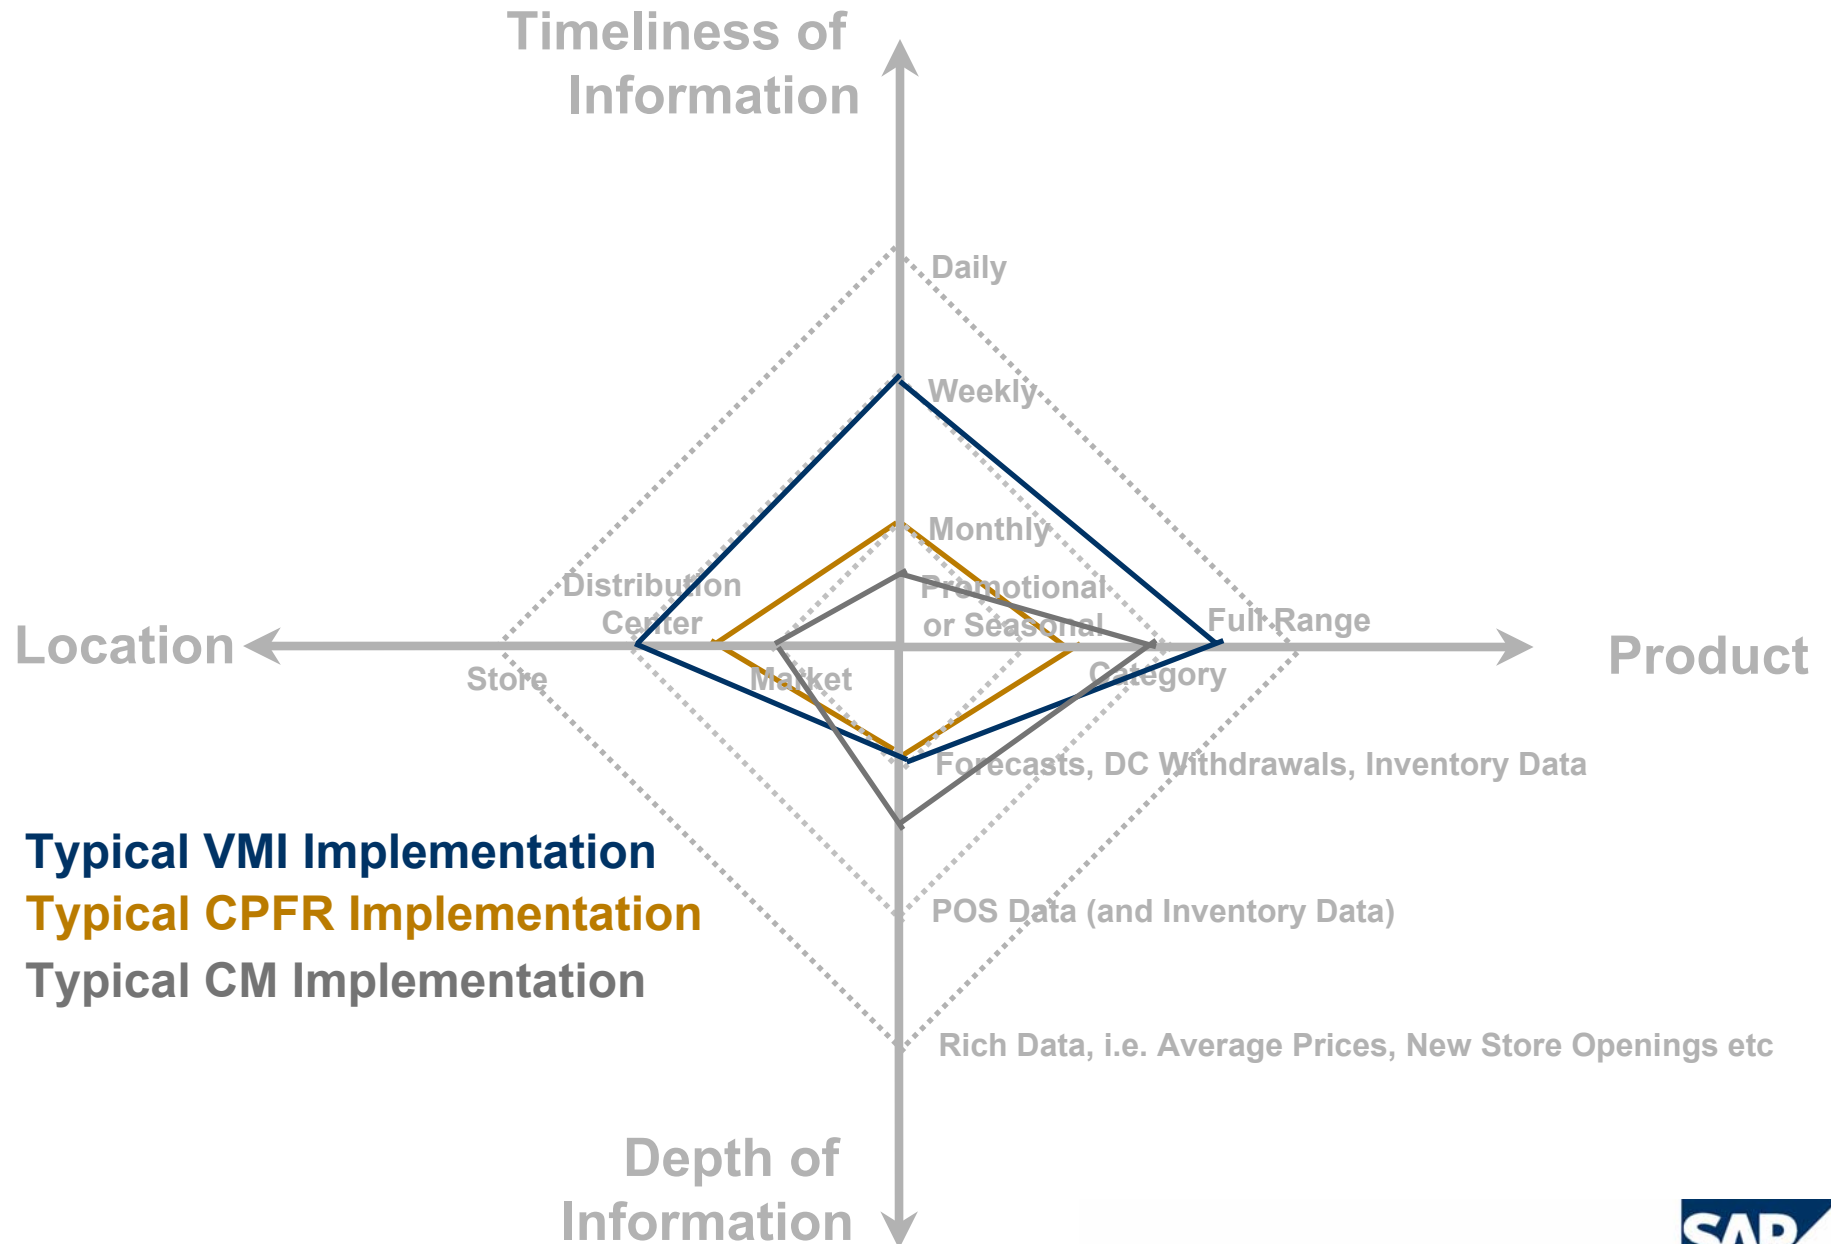 Timeliness of
Information
Daily
Weekly
Monthly
Distribution
Center
Promotional
or Seasonal
Full Range
Location
Product
Store
Market
Category
Forecasts, DC Withdrawals, Inventory Data
Typical VMI Implementation
Typical CPFR Implementation
Typical CM Implementation
POS Data (and Inventory Data)
Rich Data, i.e. Average Prices, New Store Openings etc
Depth of
Information
SAP